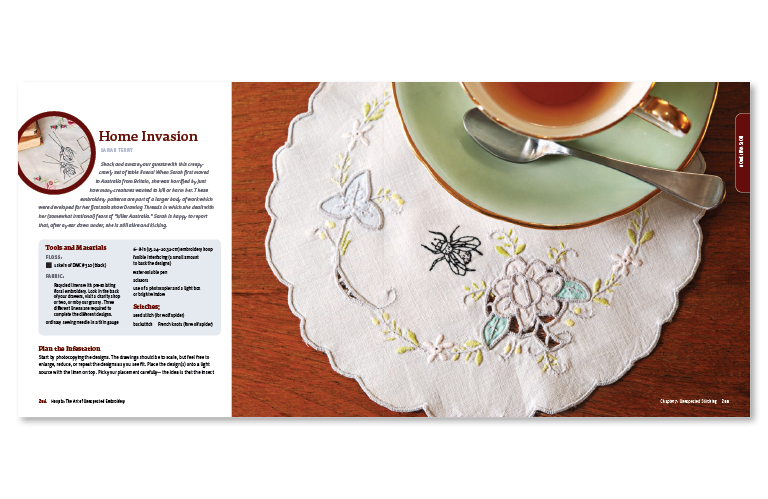 Home Invasion
SARAH TERRY
Shock and awe your guests with this creepy-
crawly set of table linens! When Sarah first moved
to Australia from Britain, she was horrified by just
how many creatures wanted to kill or harm her. These
embroidery patterns are part of a larger body of work which
were developed for her first solo show Drawing Threads in which she dealt with
her (somewhat irrational) fears of "Killer Australia." Sarah is happy to report
that, after a year down under, she is still alive and kicking.
Tools and Materials
FLOSS:
1 skein of DMC #310 (black)
FABRIC:
Recycled linens with pre-existing
floral embroidery. Look in the back
of your drawers, visit a charity shop
or two, or raid your granny. Three
different linens are required to
complete the different designs.
ordinary sewing needle in a thin gauge
6–8 in (15.24–20.32 cm) embroidery hoop
fusible interfacing (a small amount
to back the designs)
water-soluble pen
scissors
use of a photocopier and a light box
or bright window
Stitches:
seed stitch (for wolf spider)
backstitch French knots (for wolf spider)
Plan the Infestation
Start by photocopying the designs. The drawings should be to scale, but feel free to
enlarge, reduce, or repeat the designs as you see fit. Place the design(s) onto a light
source with the linen on top. Pick your placement carefully—the idea is that the insect
Hoopla: The Art of Unexpected Embroidery
Chapter 7: Unexpected Stitching